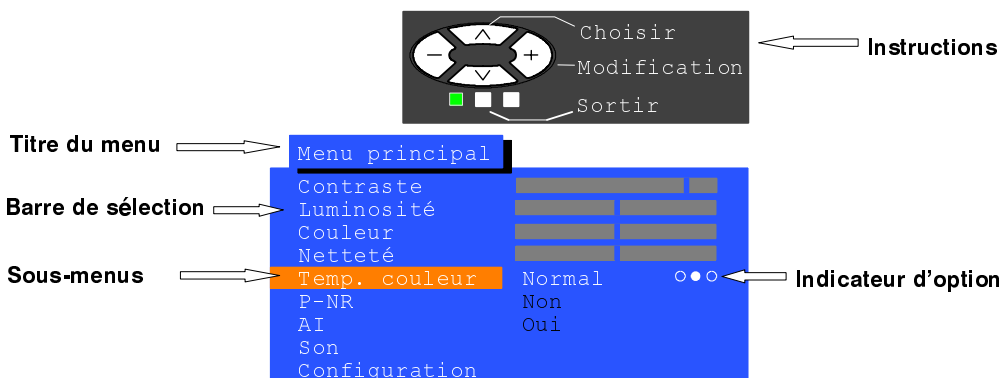 Choisir
Instructions
Modification
Sortir
Titre du menu
Menu principal
Contraste
Barre de sélection
Luminosité
Couleur
Netteté
Sous-menus
Temp. couleur Normal
Indicateur d'option
P-NR Non
AI Oui
Son
Configuration